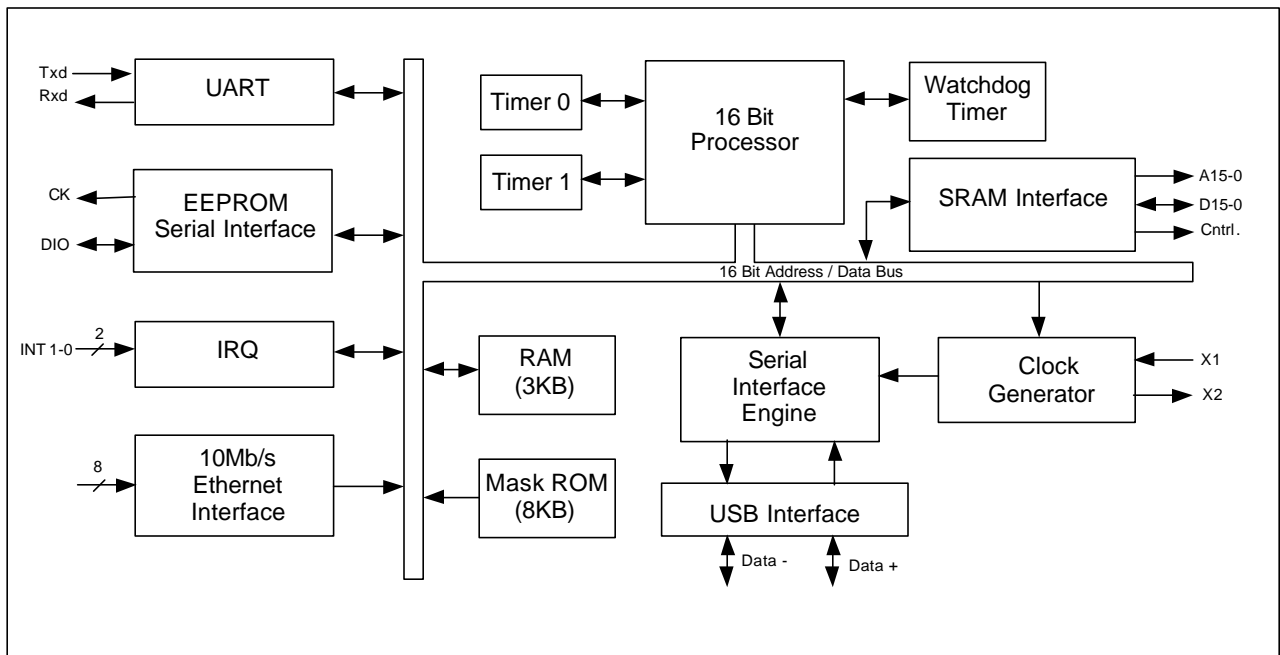 Txd
Rxd
UART
Timer 0
16 Bit
Processor
Watchdog
Timer
Timer 1
CK
DIO
EEPROM
Serial Interface
SRAM Interface
A15-0
D15-0
Cntrl.
16 Bit Address / Data Bus
INT 1-0
2
IRQ
RAM
(3KB)
Serial
Interface
Engine
Clock
Generator
X1
X2
8
10Mb/s
Ethernet
Interface
Mask ROM
(8KB)
USB Interface
Data -
Data +